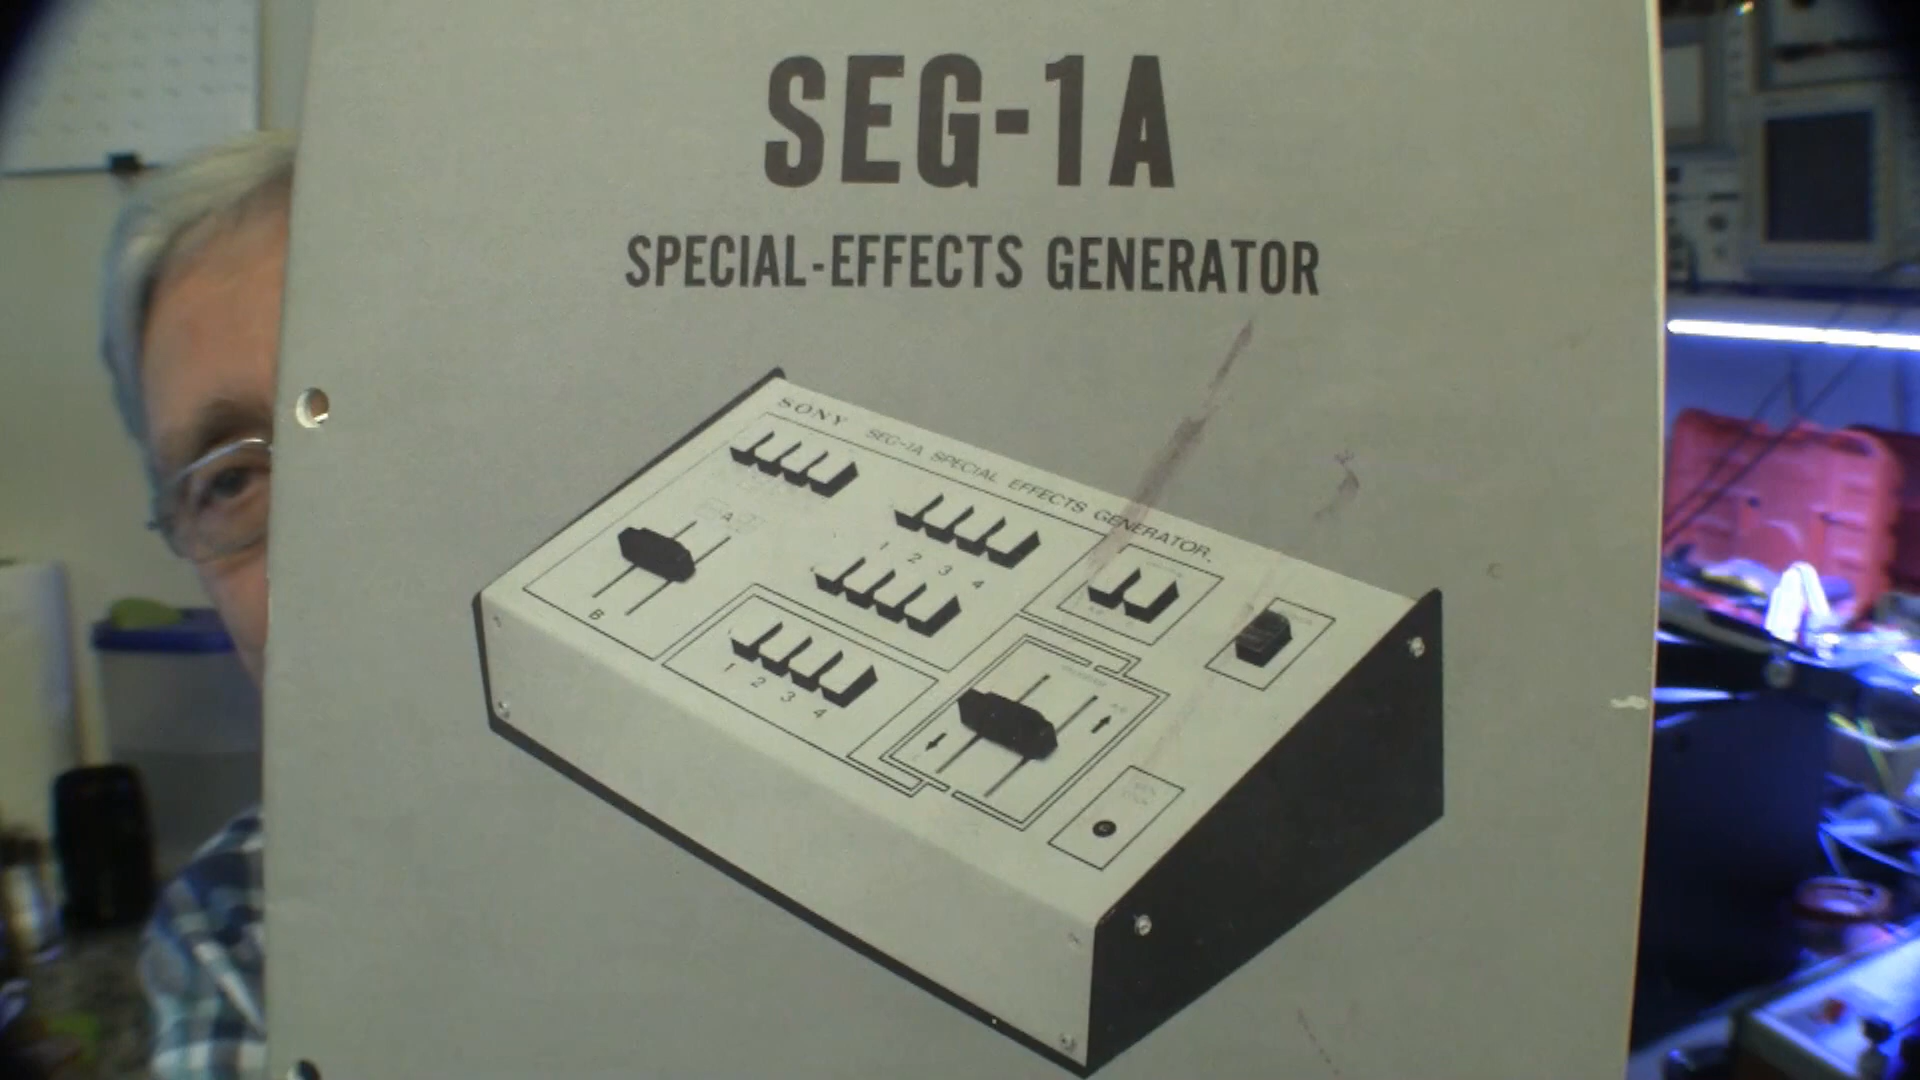 SEG-1A
SPECIAL-EFFECTS GENERATOR
SONY SEG-1A SPECIAL EFFECTS GENERATOR
A
1 2 3 4
B
1 2 3 4